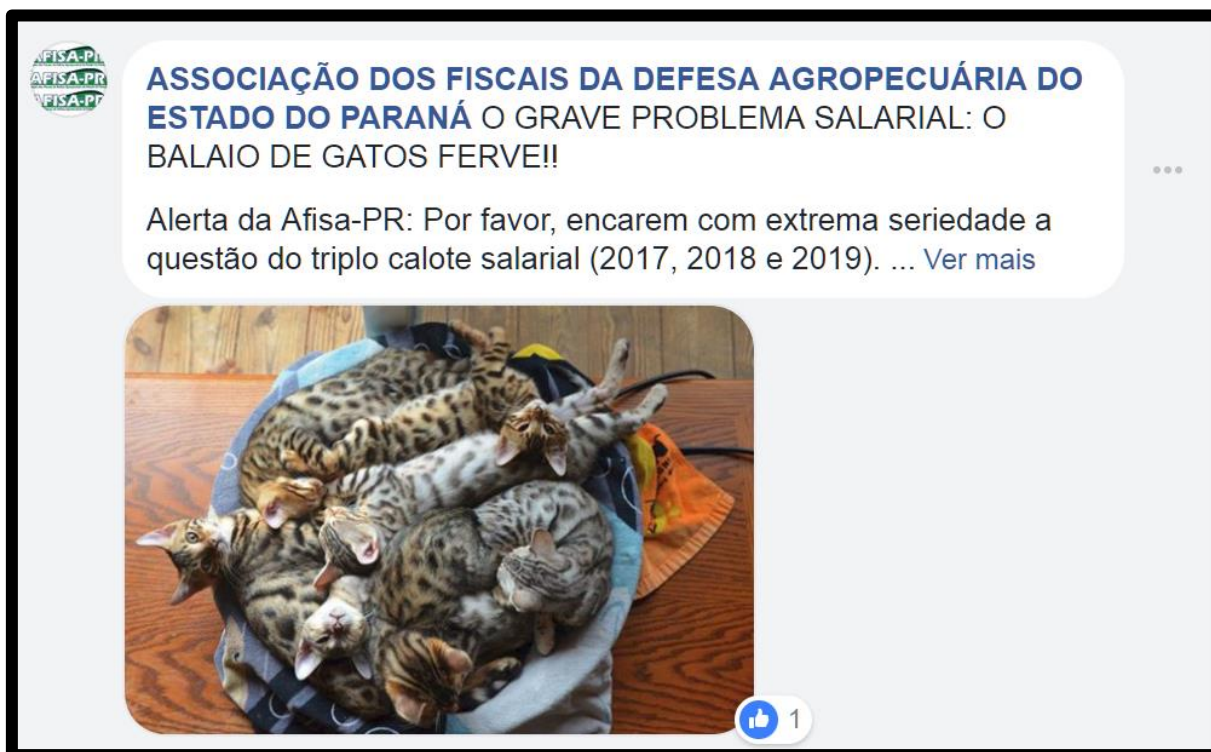 AFISA-PR
AFISA-PR
AFISA-PR
ASSOCIAÇÃO DOS FISCAIS DA DEFESA AGROPECUÁRIA DO
ESTADO DO PARANÁ O GRAVE PROBLEMA SALARIAL: O
BALAIO DE GATOS FERVE!!
Alerta da Afisa-PR: Por favor, encarem com extrema seriedade a
questão do triplo calote salarial (2017, 2018 e 2019). ... Ver mais
1